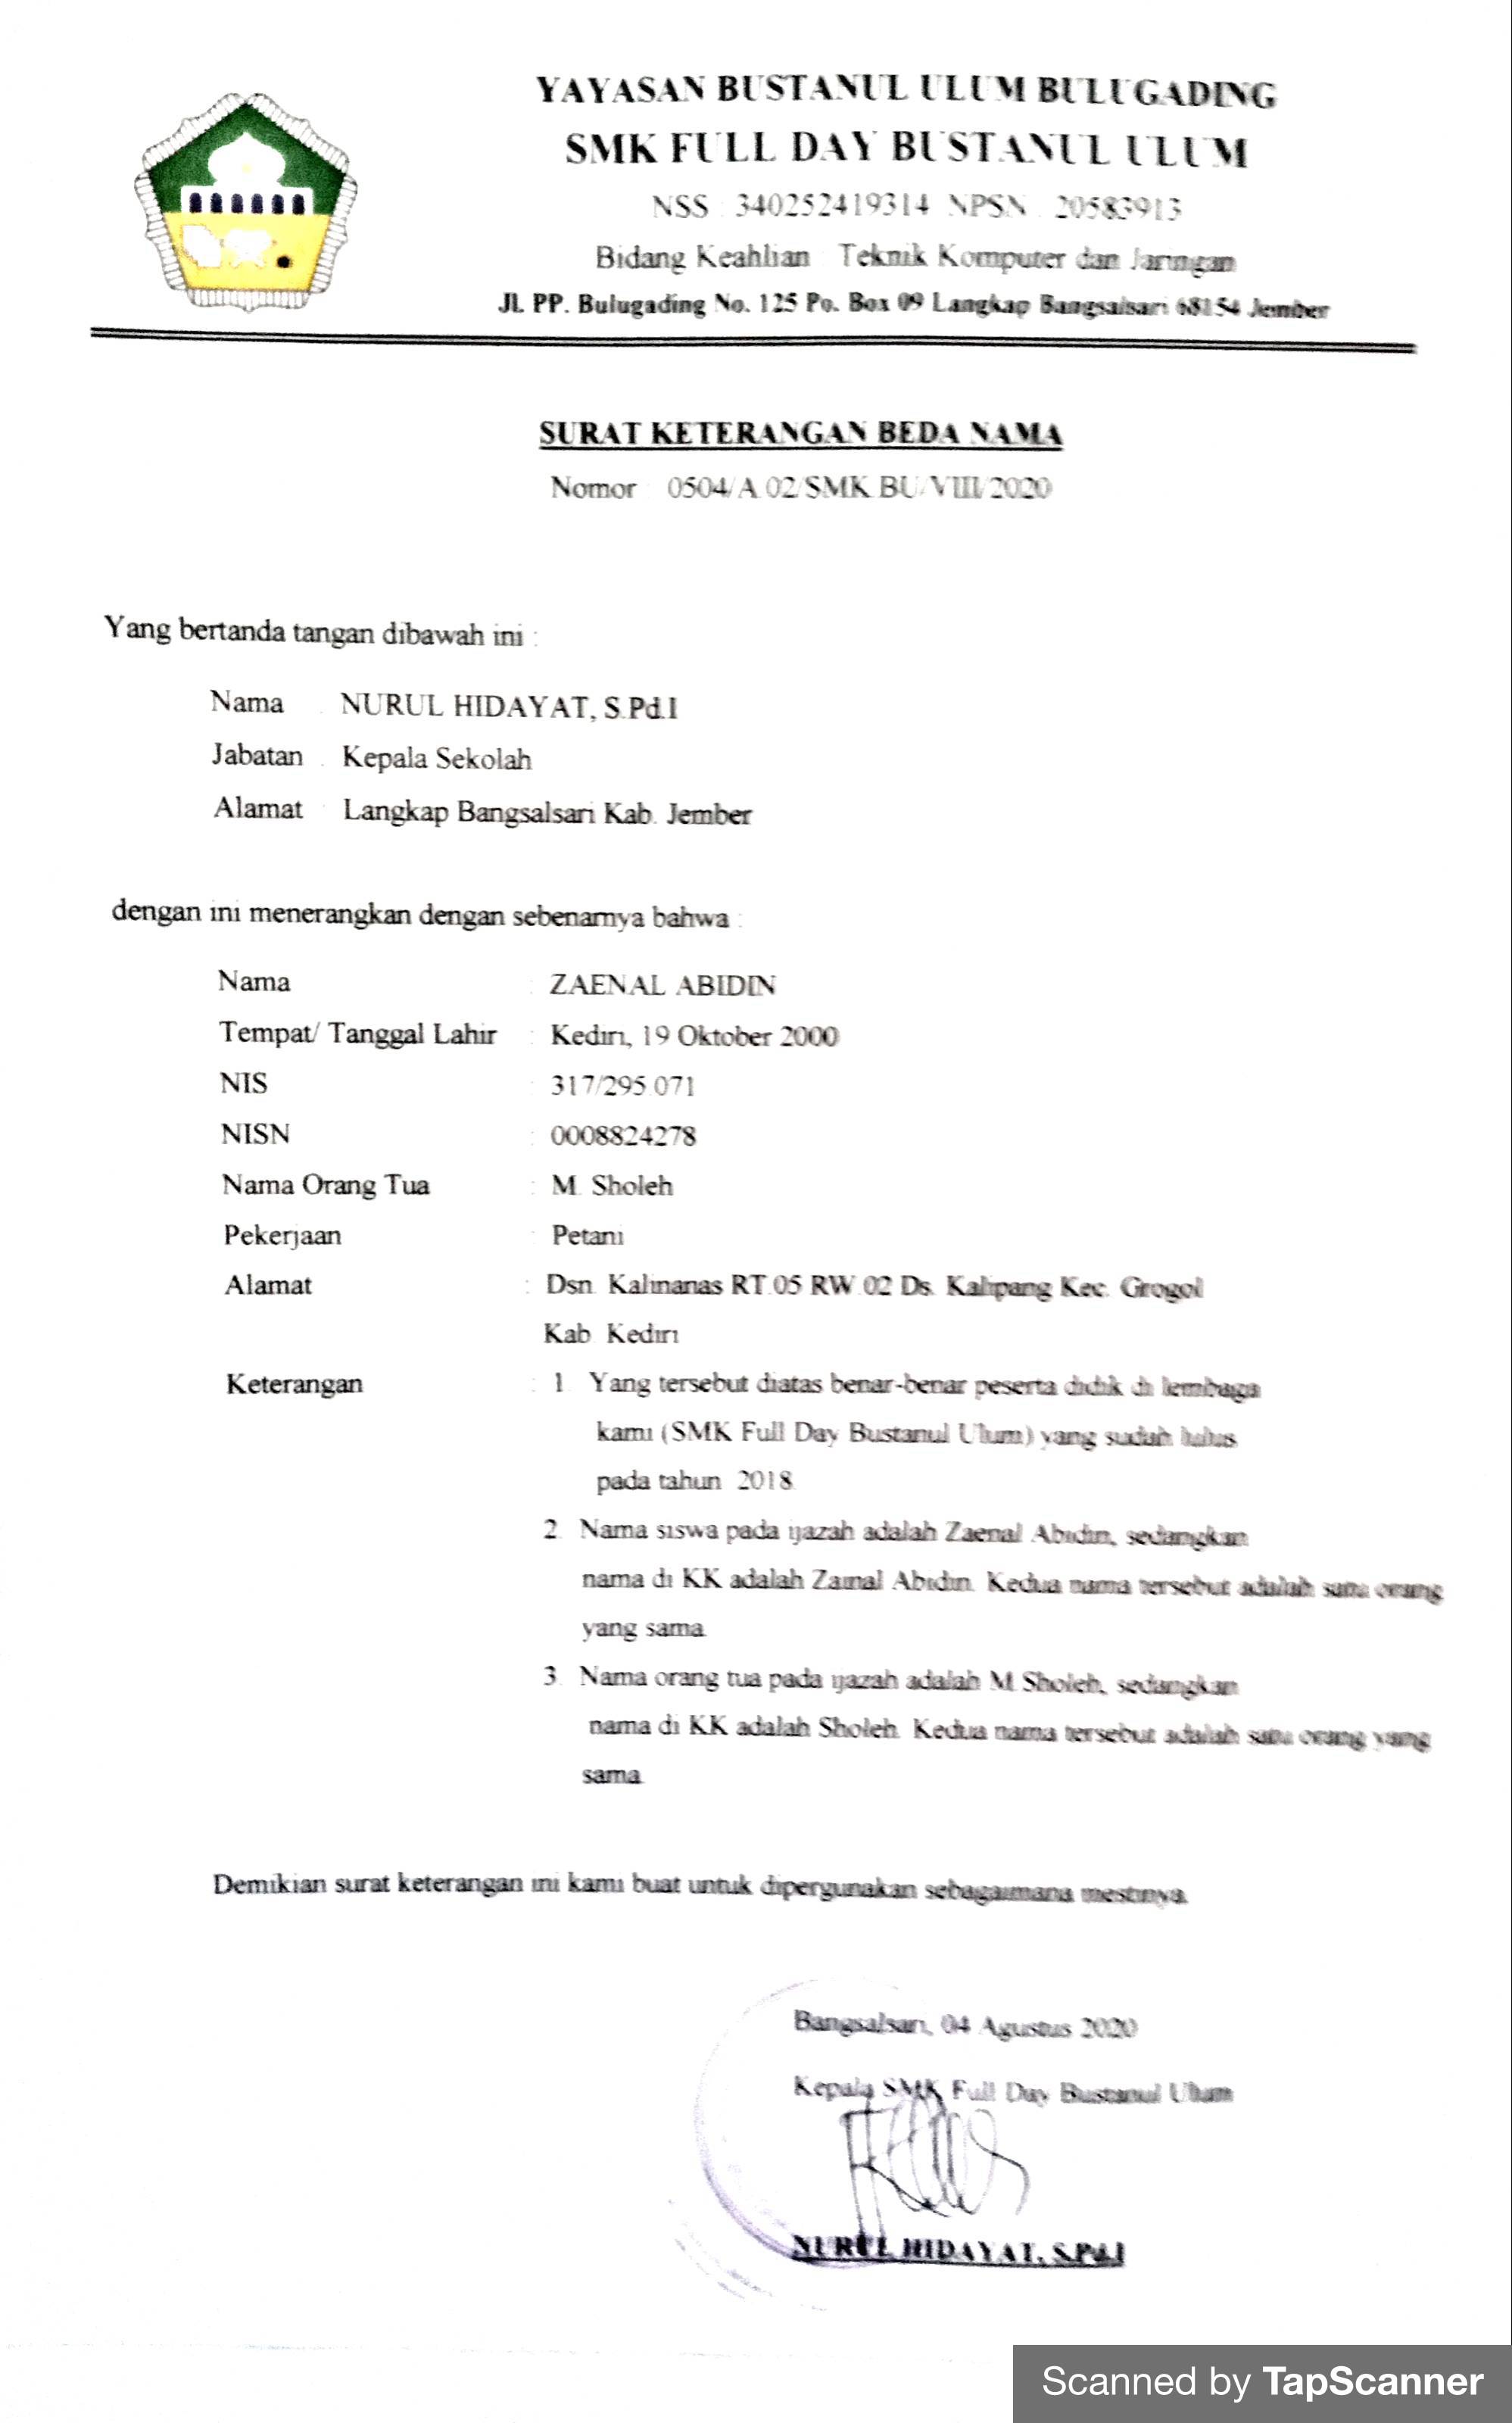 YAYASAN BUSTANUL ULUM BULUGADING
SMK FULL DAY BUSTANUL ULUM
NSS : 340252419314 NPSN : 20583913
Bidang Keahlian : Teknik Komputer dan Jaringan
Jl. PP. Bulugading No. 125 Po. Box 09 Langkap Bangsalsari 68154 Jember
SURAT KETERANGAN BEDA NAMA
Nomor : 0504/A.02/SMK.BU/VIII/2020
Yang bertanda tangan dibawah ini :
Nama : NURUL HIDAYAT, S.Pd.I
Jabatan : Kepala Sekolah
Alamat : Langkap Bangsalsari Kab. Jember
dengan ini menerangkan dengan sebenarnya bahwa :
Nama : ZAENAL ABIDIN
Tempat/ Tanggal Lahir : Kediri, 19 Oktober 2000
NIS : 317/295.071
NISN : 0008824278
Nama Orang Tua : M. Sholeh
Pekerjaan : Petani
Alamat : Dsn. Kalinanas RT.05 RW.02 Ds. Kalipang Kec. Grogol
Kab. Kediri
Keterangan : 1. Yang tersebut diatas benar-benar peserta didik di lembaga
kami (SMK Full Day Bustanul Ulum) yang sudah lulus
pada tahun 2018.
2. Nama siswa pada ijazah adalah Zaenal Abidin, sedangkan
nama di KK adalah Zainal Abidin. Kedua nama tersebut adalah satu orang
yang sama.
3. Nama orang tua pada ijazah adalah M. Sholeh, sedangkan
nama di KK adalah Sholeh. Kedua nama tersebut adalah satu orang yang
sama.
Demikian surat keterangan ini kami buat untuk dipergunakan sebagaimana mestinya.
Bangsalsari, 04 Agustus 2020
Kepala SMK Full Day Bustanul Ulum
NURUL HIDAYAT, S.Pd.I
Scanned by TapScanner